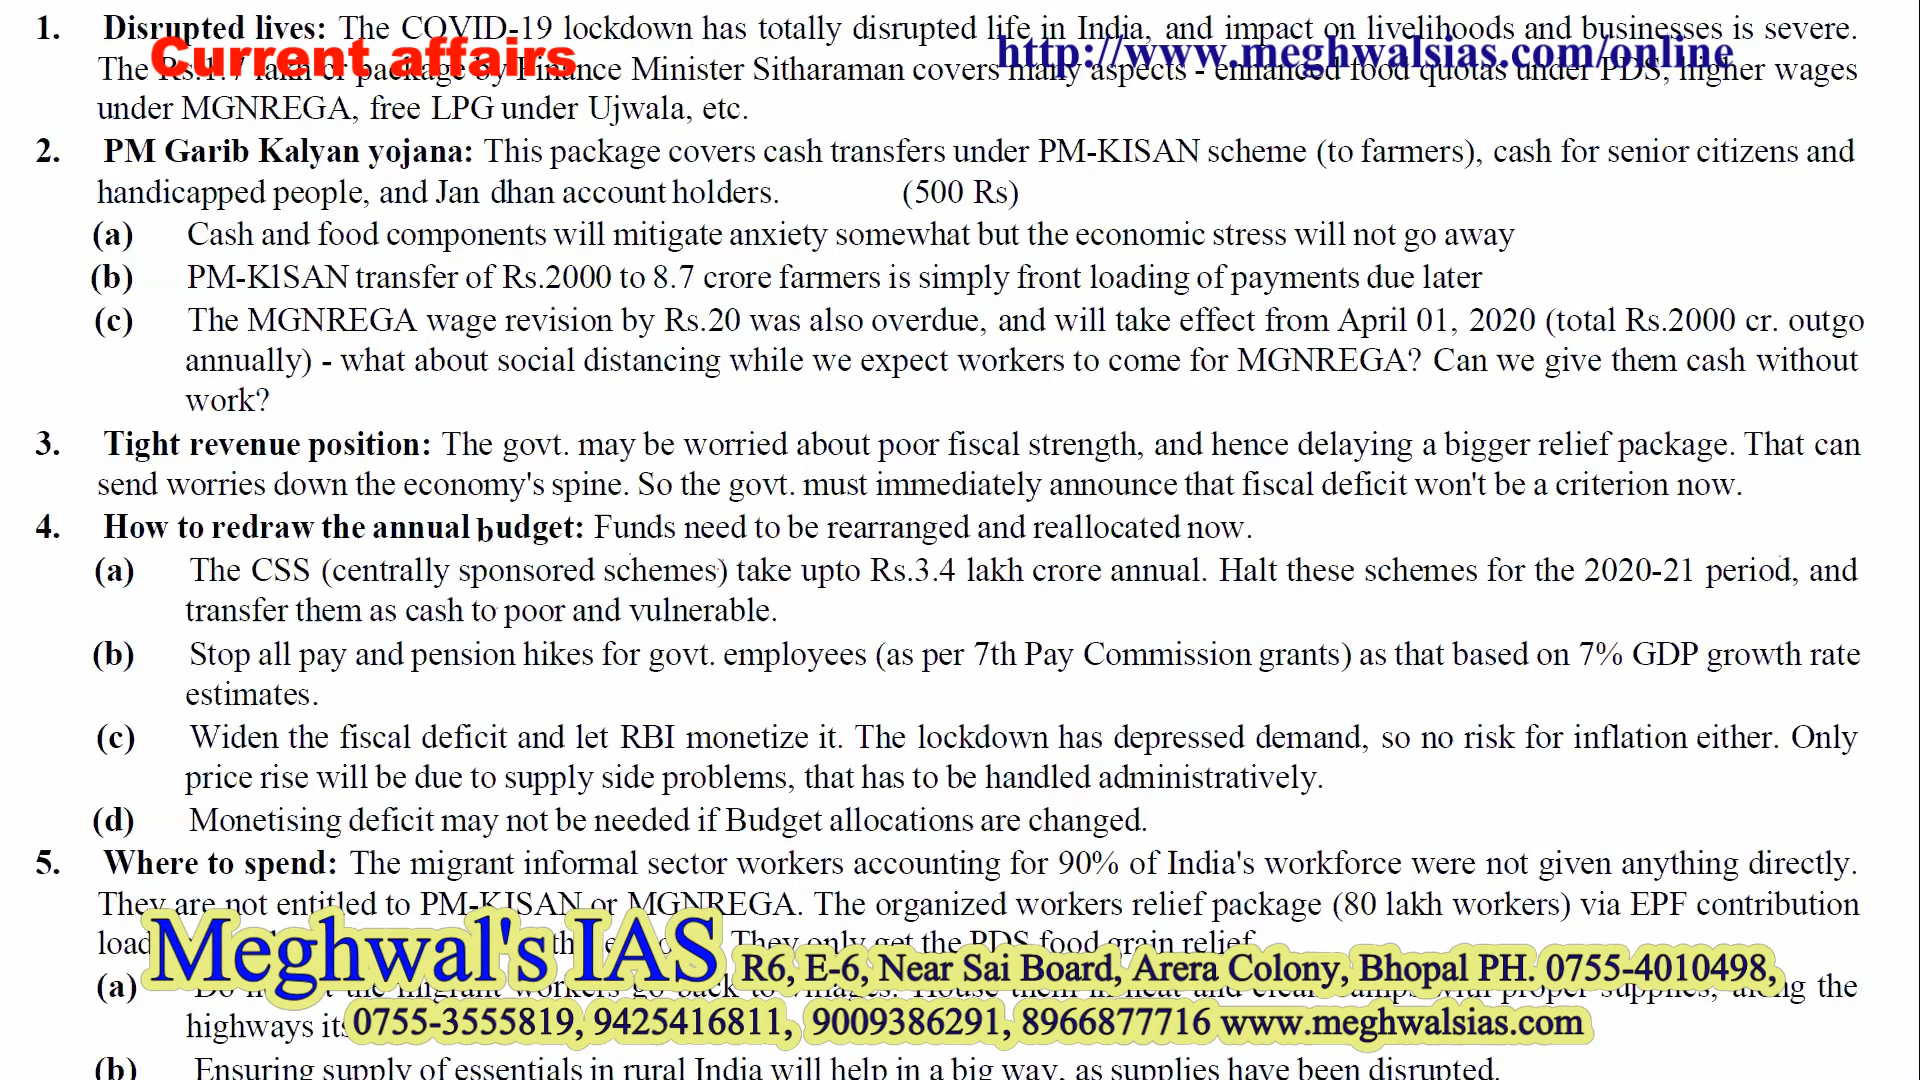 1. Disrupted lives: The COVID-19 lockdown has totally disrupted life in India, and impact on livelihoods and businesses is severe.
Current affairs
http://www.meghwalsias.com/online
The package by Finance Minister Sitharaman covers many aspects - enhanced food quotas under PDS, higher wages
under MGNREGA, free LPG under Ujwala, etc.
2. PM Garib Kalyan yojana: This package covers cash transfers under PM-KISAN scheme (to farmers), cash for senior citizens and
handicapped people, and Jan dhan account holders. (500 Rs)
(a) Cash and food components will mitigate anxiety somewhat but the economic stress will not go away
(b) PM-KlSAN transfer of Rs.2000 to 8.7 crore farmers is simply front loading of payments due later
(c) The MGNREGA wage revision by Rs.20 was also overdue, and will take effect from April 01, 2020 (total Rs.2000 cr. outgo
annually) - what about social distancing while we expect workers to come for MGNREGA? Can we give them cash without
work?
3. Tight revenue position: The govt. may be worried about poor fiscal strength, and hence delaying a bigger relief package. That can
send worries down the economy's spine. So the govt. must immediately announce that fiscal deficit won't be a criterion now.
4. How to redraw the annual budget: Funds need to be rearranged and reallocated now.
(a) The CSS (centrally sponsored schemes) take upto Rs.3.4 lakh crore annual. Halt these schemes for the 2020-21 period, and
transfer them as cash to poor and vulnerable.
(b) Stop all pay and pension hikes for govt. employees (as per 7th Pay Commission grants) as that based on 7% GDP growth rate
estimates.
(c) Widen the fiscal deficit and let RBI monetize it. The lockdown has depressed demand, so no risk for inflation either. Only
price rise will be due to supply side problems, that has to be handled administratively.
(d) Monetising deficit may not be needed if Budget allocations are changed.
5. Where to spend: The migrant informal sector workers accounting for 90% of India's workforce were not given anything directly.
They are not entitled to PM-KISAN or MGNREGA. The organized workers relief package (80 lakh workers) via EPF contribution
They only get the PDS food grain relief.
Meghwal's IAS R6, E-6, Near Sai Board, Arera Colony, Bhopal PH. 0755-4010498,
(a) the migrant workers go back to villages. House them in neat and clean camps with proper supplies, along the
highways
0755-3555819, 9425416811, 9009386291, 8966877716 www.meghwalsias.com
(b) Ensuring supply of essentials in rural India will help in a big way, as supplies have been disrupted.